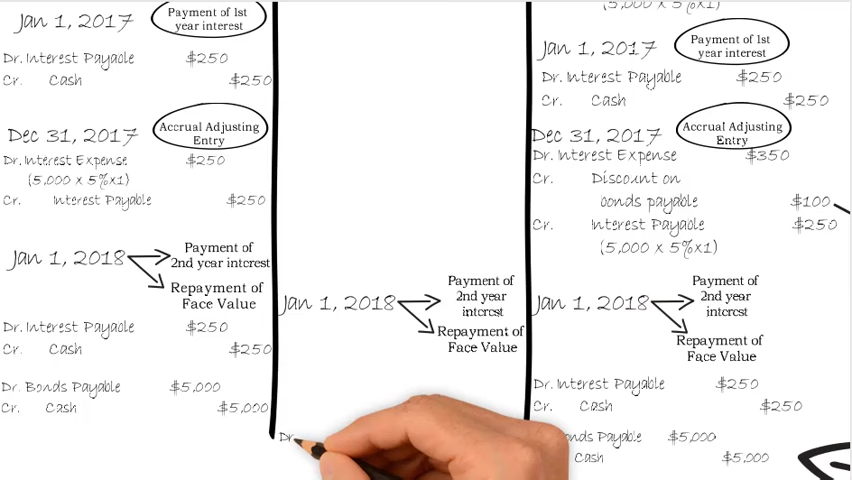 Jan 1, 2017
Payment of 1st
year interest
Dr. Interest Payable $250
Cr. Cash $250
Dec 31, 2017
Accrual Adjusting
Entry
Dr. Interest Expense $250
(5,000 x 5%x1)
Cr. Interest Payable $250
Jan 1, 2018
Payment of
2nd year interest
Repayment of
Face Value
Dr. Interest Payable $250
Cr. Cash $250
Dr. Bonds Payable $5,000
Cr. Cash $5,000
Jan 1, 2018
Payment of
2nd year
interest
Repayment of
Face Value
Dr.
(5,000 x 5%x1)
Jan 1, 2017
Payment of 1st
year interest
Dr. Interest Payable $250
Cr. Cash $250
Dec 31, 2017
Accrual Adjusting
Entry
Dr. Interest Expense $350
Cr. Discount on
bonds payable $100
Cr. Interest Payable $250
(5,000 x 5%x1)
Jan 1, 2018
Payment of
2nd year
interest
Repayment of
Face Value
Dr. Interest Payable $250
Cr. Cash $250
Payable $5,000
Cash $5,000